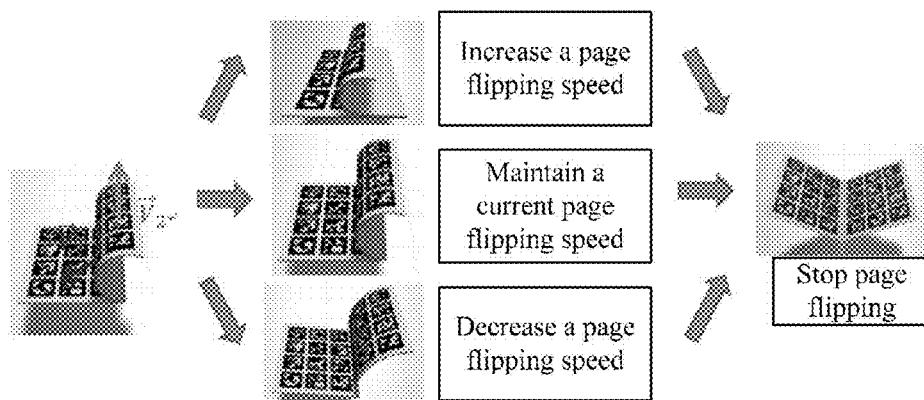 Increase a page
flipping speed
Maintain a
current page
flipping speed
Decrease a page
flipping speed
Stop page
flipping